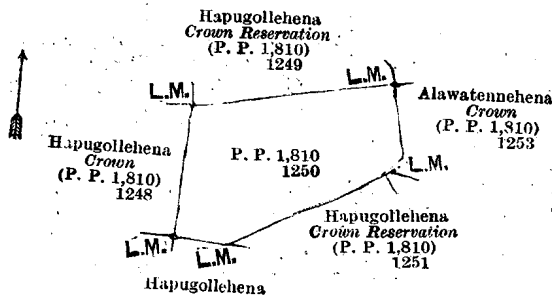 Hapugollehena
Crown Reservation
(P. P. 1,810)
1249
L.M.
L.M.
Alawatennehena
Crown
(P. P. 1,810)
1253
Hapugollehena
Crown
(P. P. 1,810)
1248
P. P. 1,810
1250
L.M.
Hapugollehena
Crown Reservation
(P. P. 1,810)
1251
L.M.
L.M.
Hapugollehena